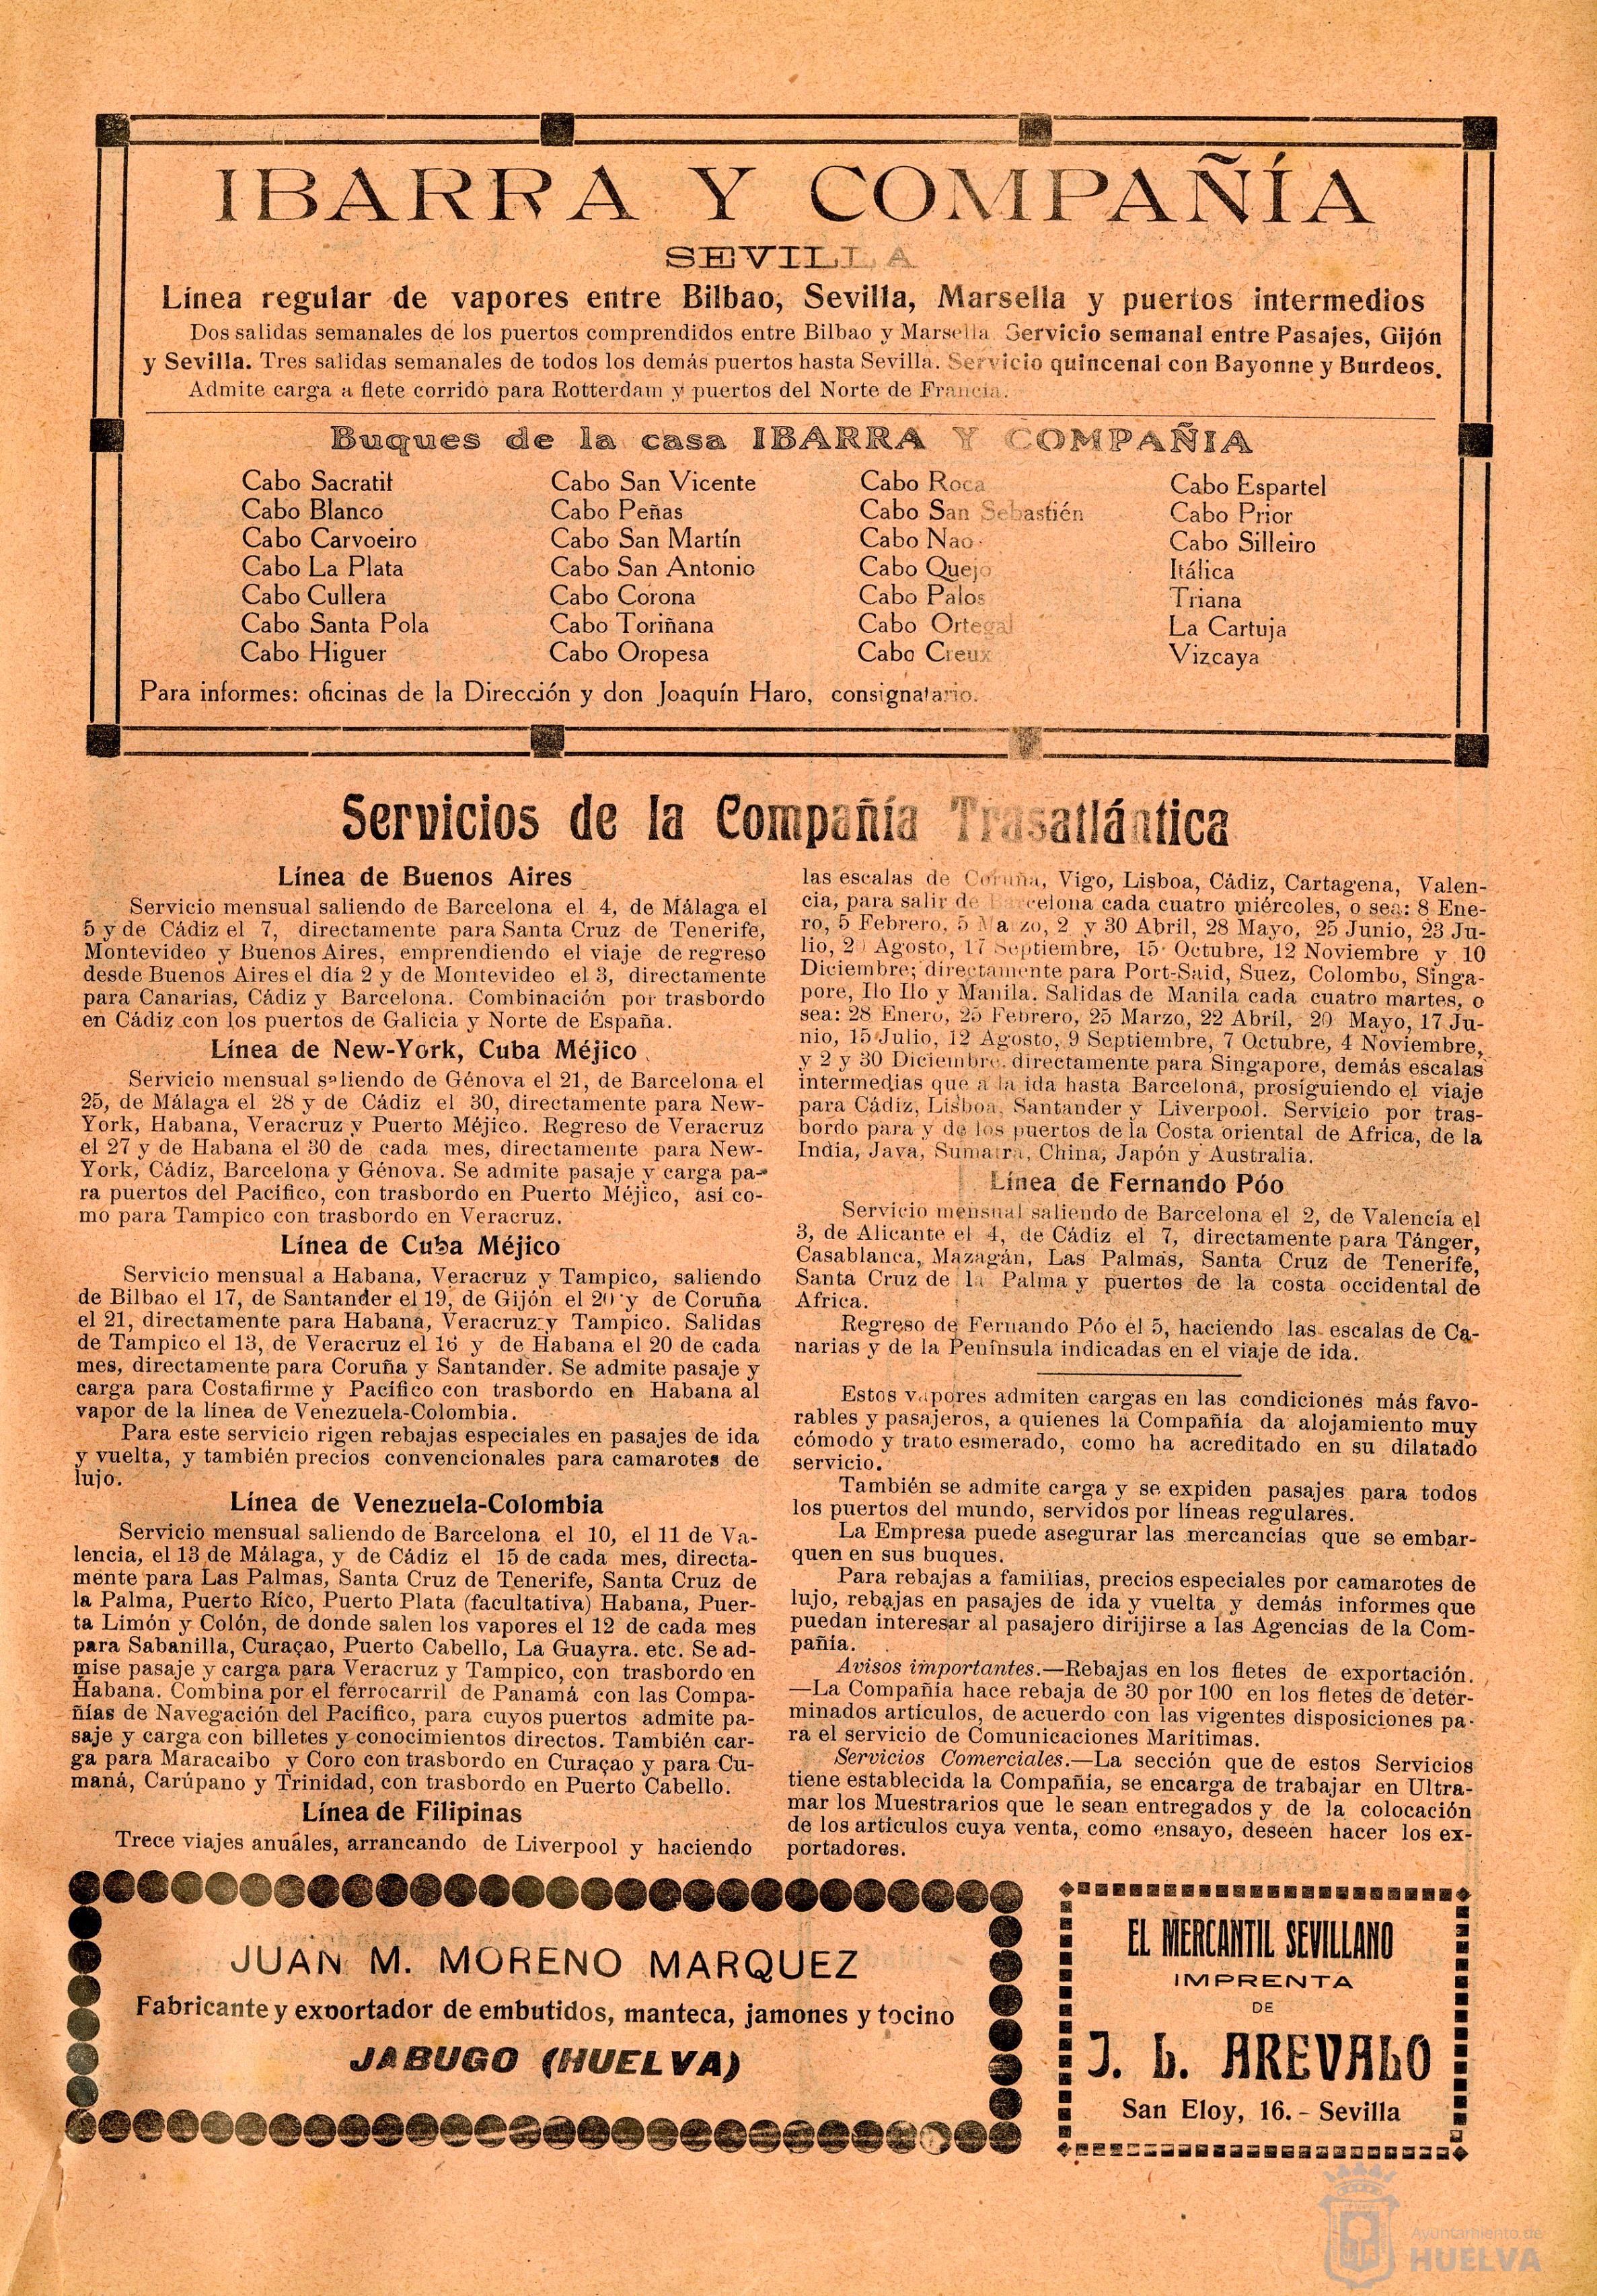 IBARRA Y COMPAÑÍA
SEVILLA
Línea regular de vapores entre Bilbao, Sevilla, Marsella y puertos intermedios
Dos salidas semanales de los puertos comprendidos entre Bilbao y Marsella. Servicio semanal entre Pasajes, Gijón
y Sevilla. Tres salidas semanales de todos los demás puertos hasta Sevilla. Servicio quincenal con Bayonne y Burdeos.
Admite carga a flete corrido para Rotterdam y puertos del Norte de Francia.
Buques de la casa IBARRA Y COMPAÑIA
Cabo Sacratif
Cabo Blanco
Cabo Carvoeiro
Cabo La Plata
Cabo Cullera
Cabo Santa Pola
Cabo Higuer
Cabo San Vicente
Cabo Peñas
Cabo San Martín
Cabo San Antonio
Cabo Corona
Cabo Toriñana
Cabo Oropesa
Cabo Roca
Cabo San Sebastién
Cabo Nao
Cabo Quejo
Cabo Palos
Cabo Ortegal
Cabo Creux
Cabo Espartel
Cabo Prior
Cabo Silleiro
Itálica
Triana
La Cartuja
Vizcaya
Para informes: oficinas de la Dirección y don Joaquín Haro, consignatario.
Servicios de la Compañía Trasatlántica
Línea de Buenos Aires
Servicio mensual saliendo de Barcelona el 4, de Málaga el
5 y de Cádiz el 7, directamente para Santa Cruz de Tenerife,
Montevideo y Buenos Aires, emprendiendo el viaje de regreso
desde Buenos Aires el día 2 y de Montevideo el 3, directamente
para Canarias, Cádiz y Barcelona. Combinación por trasbordo
en Cádiz con los puertos de Galicia y Norte de España.
Línea de New-York, Cuba Méjico
Servicio mensual saliendo de Génova el 21, de Barcelona el
25, de Málaga el 28 y de Cádiz el 30, directamente para New-
York, Habana, Veracruz y Puerto Méjico. Regreso de Veracruz
el 27 y de Habana el 30 de cada mes, directamente para New-
York, Cádiz, Barcelona y Génova. Se admite pasaje y carga pa-
ra puertos del Pacífico, con trasbordo en Puerto Méjico, así co-
mo para Tampico con trasbordo en Veracruz.
Línea de Cuba Méjico
Servicio mensual a Habana, Veracruz y Tampico, saliendo
de Bilbao el 17, de Santander el 19, de Gijón el 20 y de Coruña
el 21, directamente para Habana, Veracruz y Tampico. Salidas
de Tampico el 13, de Veracruz el 16 y de Habana el 20 de cada
mes, directamente para Coruña y Santander. Se admite pasaje y
carga para Costafirme y Pacífico con trasbordo en Habana al
vapor de la línea de Venezuela-Colombia.
Para este servicio rigen rebajas especiales en pasajes de ida
y vuelta, y también precios convencionales para camarotes de
lujo.
Línea de Venezuela-Colombia
Servicio mensual saliendo de Barcelona el 10, el 11 de Va-
lencia, el 13 de Málaga, y de Cádiz el 15 de cada mes, directa-
mente para Las Palmas, Santa Cruz de Tenerife, Santa Cruz de
la Palma, Puerto Rico, Puerto Plata (facultativa) Habana, Puer-
ta Limón y Colón, de donde salen los vapores el 12 de cada mes
para Sabanilla, Curaçao, Puerto Cabello, La Guayra. etc. Se ad-
mise pasaje y carga para Veracruz y Tampico, con trasbordo en
Habana. Combina por el ferrocarril de Panamá con las Compa-
ñías de Navegación del Pacífico, para cuyos puertos admite pa-
saje y carga con billetes y conocimientos directos. También car-
ga para Maracaibo y Coro con trasbordo en Curaçao y para Cu-
maná, Carúpano y Trinidad, con trasbordo en Puerto Cabello.
Línea de Filipinas
Trece viajes anuales, arrancando de Liverpool y haciendo
las escalas de Coruña, Vigo, Lisboa, Cádiz, Cartagena, Valen-
cia, para salir de Barcelona cada cuatro miércoles, o sea: 8 Ene-
ro, 5 Febrero, 5 Marzo, 2 y 30 Abril, 28 Mayo, 25 Junio, 23 Ju-
lio, 20 Agosto, 17 Septiembre, 15 Octubre, 12 Noviembre y 10
Diciembre; directamente para Port-Said, Suez, Colombo, Singa-
pore, Ilo Ilo y Manila. Salidas de Manila cada cuatro martes, o
sea: 28 Enero, 25 Febrero, 25 Marzo, 22 Abril, 20 Mayo, 17 Ju-
nio, 15 Julio, 12 Agosto, 9 Septiembre, 7 Octubre, 4 Noviembre,
y 2 y 30 Diciembre, directamente para Singapore, demás escalas
intermedias que a la ida hasta Barcelona, prosiguiendo el viaje
para Cádiz, Lisboa, Santander y Liverpool. Servicio por tras-
bordo para y de los puertos de la Costa oriental de Africa, de la
India, Java, Sumatra, China, Japón y Australia.
Línea de Fernando Póo
Servicio mensual saliendo de Barcelona el 2, de Valencia el
3, de Alicante el 4, de Cádiz el 7, directamente para Tánger,
Casablanca, Mazagán, Las Palmas, Santa Cruz de Tenerife,
Santa Cruz de la Palma y puertos de la costa occidental de
Africa.
Regreso de Fernando Póo el 5, haciendo las escalas de Ca-
narias y de la Península indicadas en el viaje de ida.
Estos vapores admiten cargas en las condiciones más favo-
rables y pasajeros, a quienes la Compañía da alojamiento muy
cómodo y trato esmerado, como ha acreditado en su dilatado
servicio.
También se admite carga y se expiden pasajes para todos
los puertos del mundo, servidos por líneas regulares.
La Empresa puede asegurar las mercancías que se embar-
quen en sus buques.
Para rebajas a familias, precios especiales por camarotes de
lujo, rebajas en pasajes de ida y vuelta y demás informes que
puedan interesar al pasajero dirijirse a las Agencias de la Com-
pañía.
Avisos importantes.—Rebajas en los fletes de exportación.
—La Compañía hace rebaja de 30 por 100 en los fletes de deter-
minados artículos, de acuerdo con las vigentes disposiciones pa-
ra el servicio de Comunicaciones Marítimas.
Servicios Comerciales.—La sección que de estos Servicios
tiene establecida la Compañía, se encarga de trabajar en Ultra-
mar los Muestrarios que le sean entregados y de la colocación
de los artículos cuya venta, como ensayo, deseen hacer los ex-
portadores.
JUAN M. MORENO MARQUEZ
Fabricante y exportador de embutidos, manteca, jamones y tocino
JABUGO (HUELVA)
EL MERCANTIL SEVILLANO
IMPRENTA
DE
J. L. AREVALO
San Eloy, 16. - Sevilla
Ayuntamiento de
HUELVA